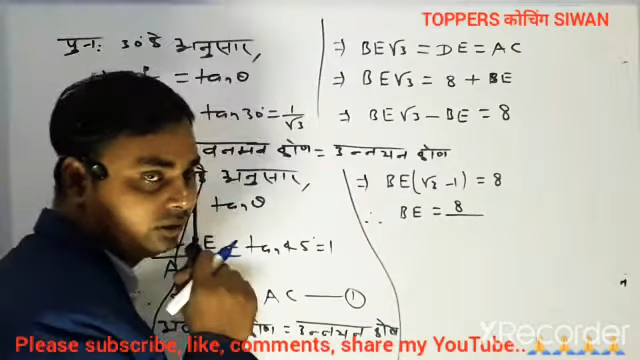 TOPPERS कोचिंग SIWAN
पुनः 30° के अनुसार,
= tanθ
tan30° = 1/√3
अवनमन कोण = उन्नयन कोण
के अनुसार,
tanθ
tan45° = 1
AC —— ①
कोण = उन्नयन कोण
⇒ BE√3 = DE = AC
⇒ BE√3 = 8 + BE
⇒ BE√3 − BE = 8
⇒ BE(√3 −1) = 8
∴ BE = 8
XRecorder
Please subscribe, like, comments, share my YouTube..🙏🙏🙏🙏